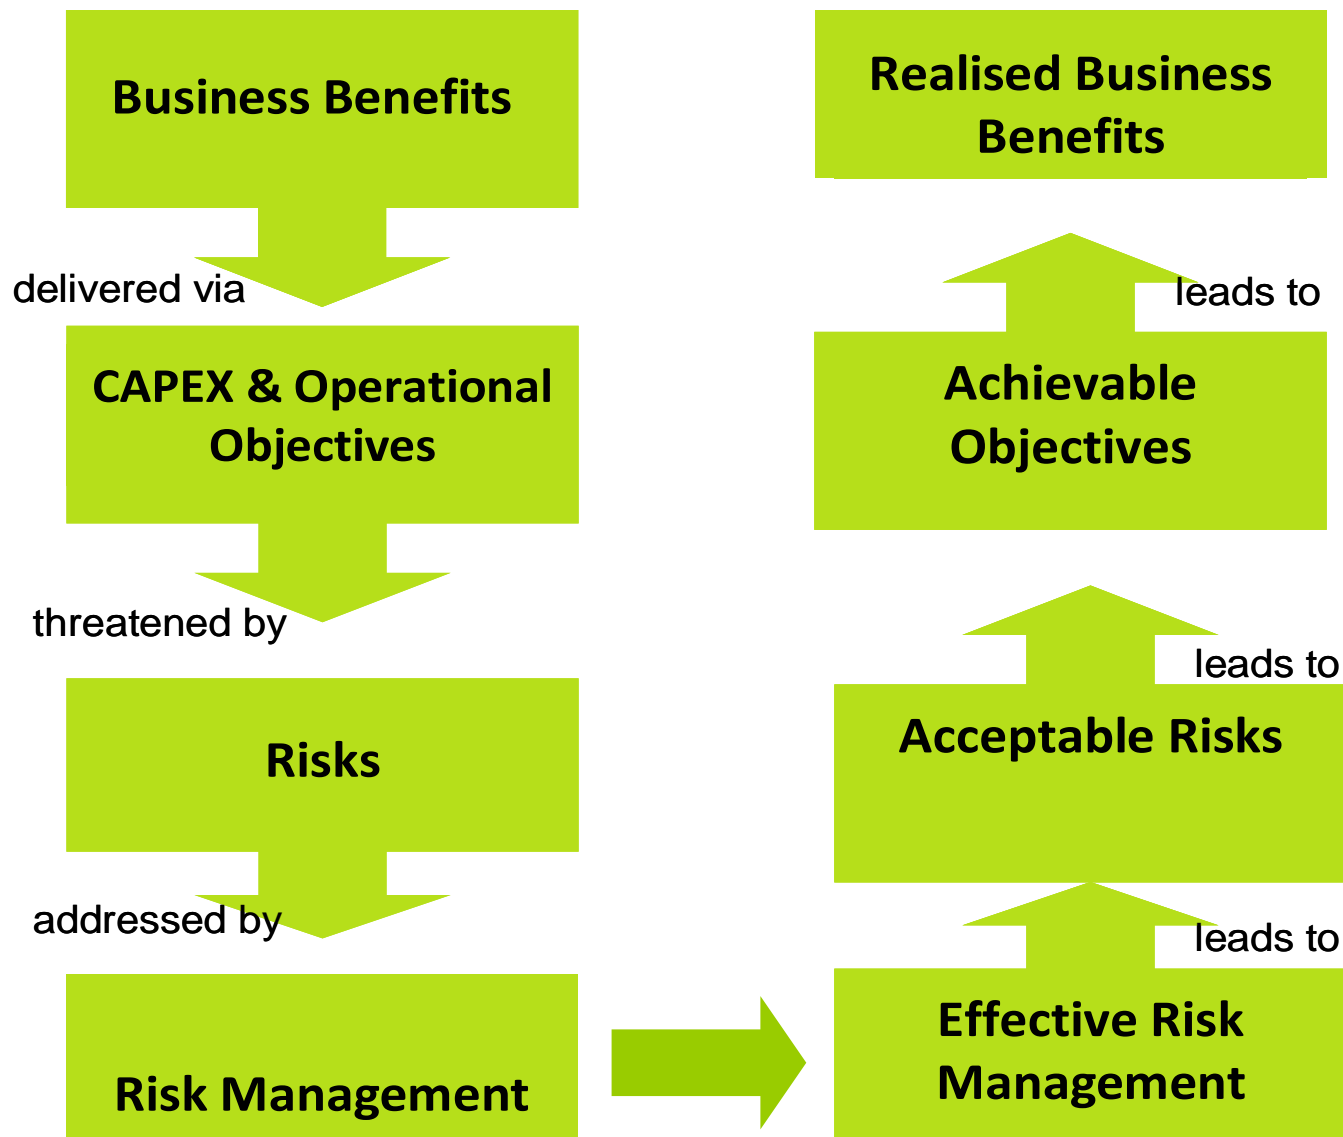 Business Benefits
delivered via
CAPEX & Operational
Objectives
threatened by
Risks
addressed by
Risk Management
Realised Business
Benefits
leads to
Achievable
Objectives
leads to
Acceptable Risks
leads to
Effective Risk
Management